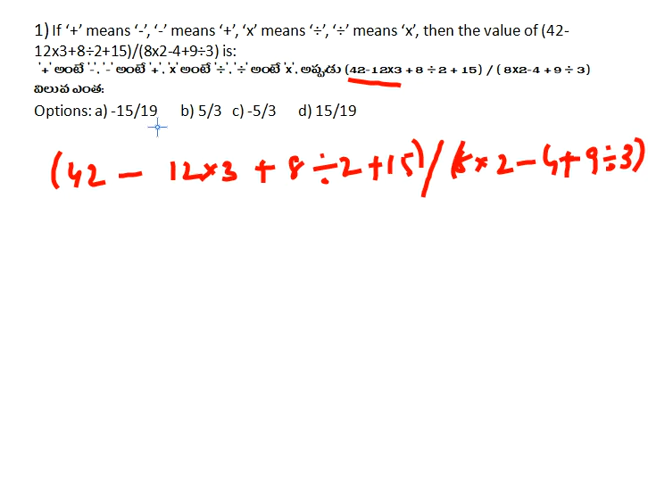 1) If ‘+’ means ‘-’, ‘-’ means ‘+’, ‘x’ means ‘÷’, ‘÷’ means ‘x’, then the value of (42-
12x3+8÷2+15)/(8x2-4+9÷3) is:
'+' అంటే '-'.'-' అంటే '+'.'x' అంటే '÷'.'÷' అంటే 'x'. అప్పుడు (42-12X3 + 8 ÷ 2 + 15) / ( 8X2-4 + 9 ÷ 3)
విలువ ఎంత:
Options: a) -15/19 b) 5/3 c) -5/3 d) 15/19
(42 - 12x3 + 8 ÷ 2 + 15) / (8 x 2 - 4 + 9 ÷ 3)